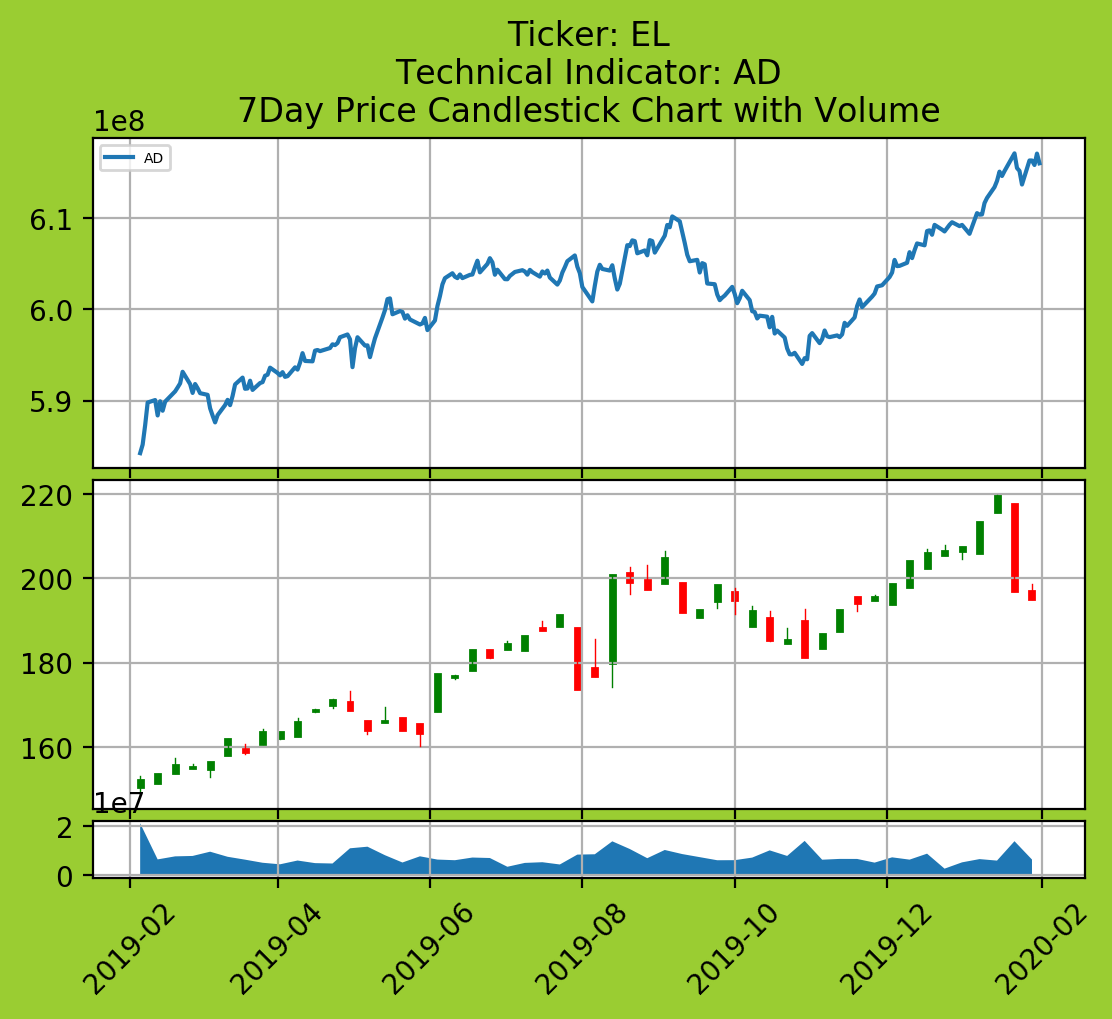 Ticker: EL
Technical Indicator: AD
7Day Price Candlestick Chart with Volume
1e8
AD
6.1
6.0
5.9
220
200
180
160
1e7
2
0
2019-02
2019-04
2019-06
2019-08
2019-10
2019-12
2020-02